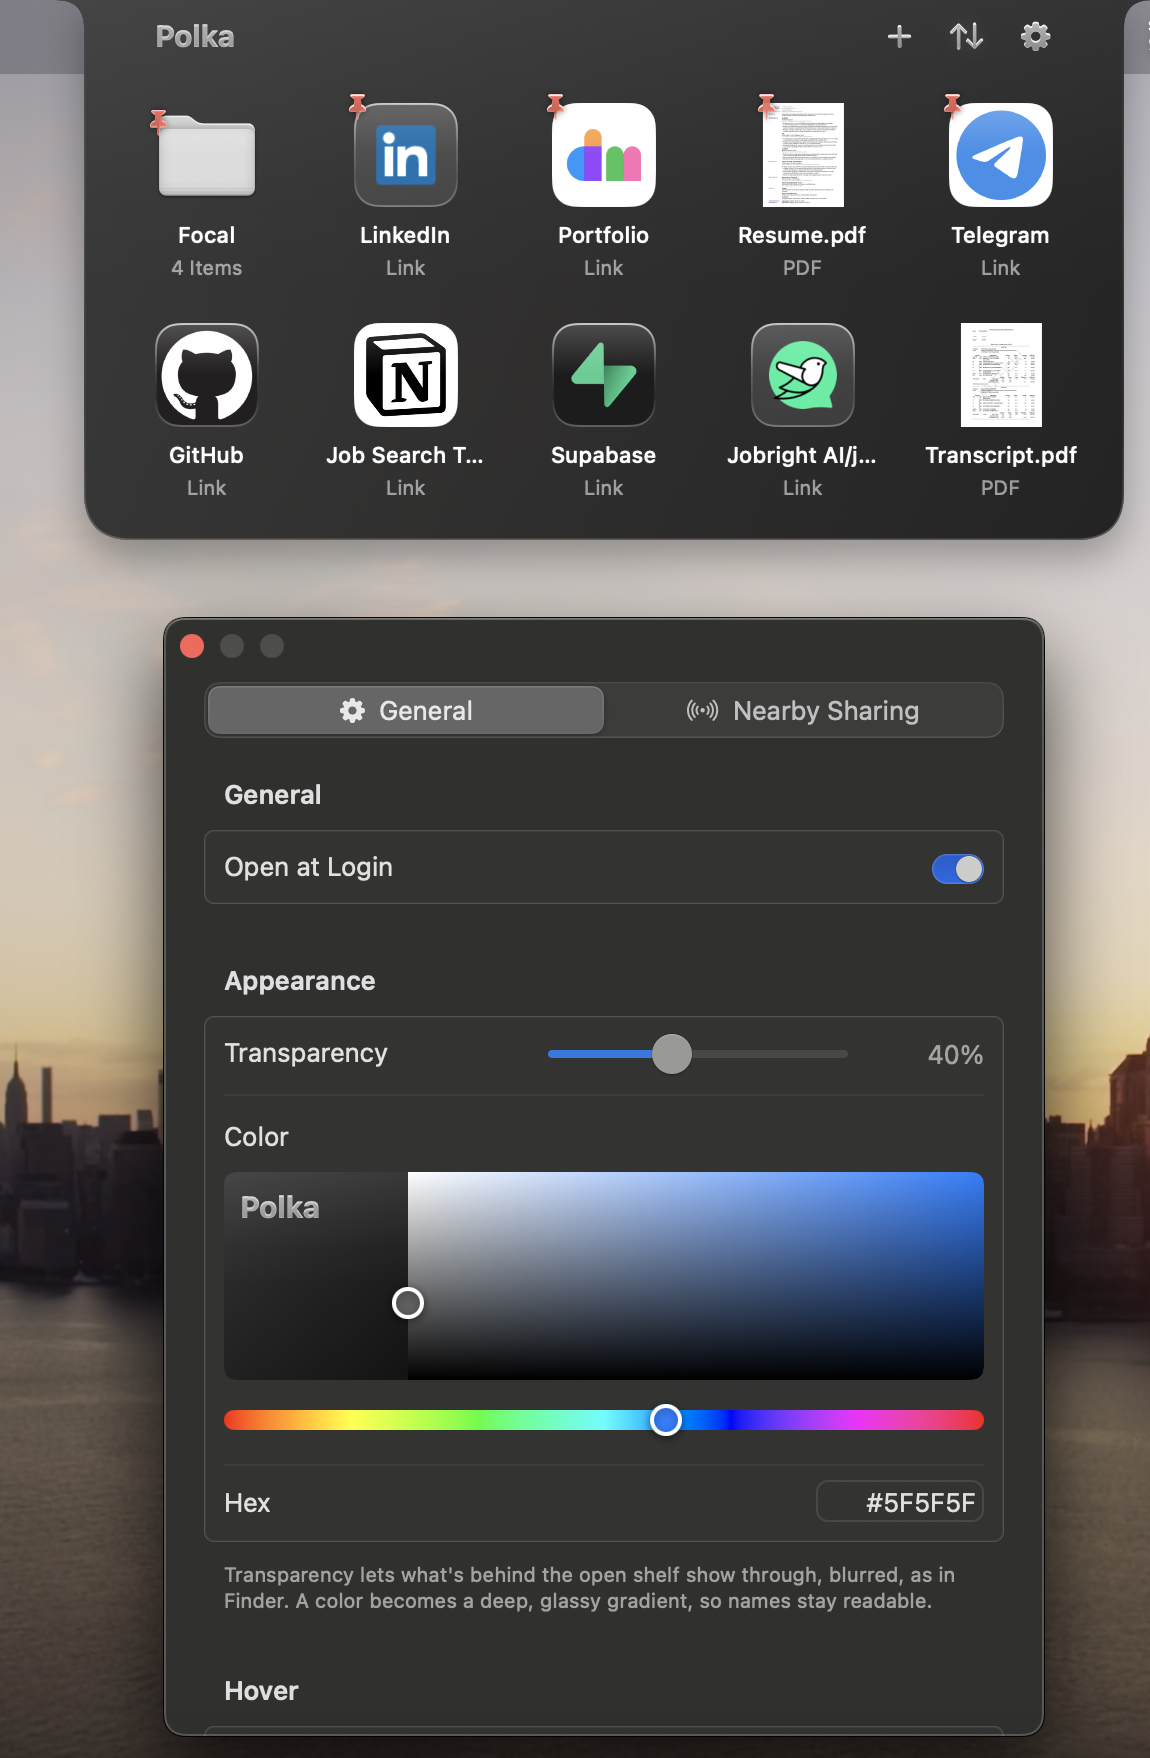 Polka
Focal
4 Items
LinkedIn
Link
Portfolio
Link
Resume.pdf
PDF
Telegram
Link
GitHub
Link
Job Search T...
Link
Supabase
Link
Jobright AI/j...
Link
Transcript.pdf
PDF
General
Nearby Sharing
General
Open at Login
Appearance
Transparency
40%
Color
Polka
Hex
#5F5F5F
Transparency lets what's behind the open shelf show through, blurred, as in
Finder. A color becomes a deep, glassy gradient, so names stay readable.
Hover